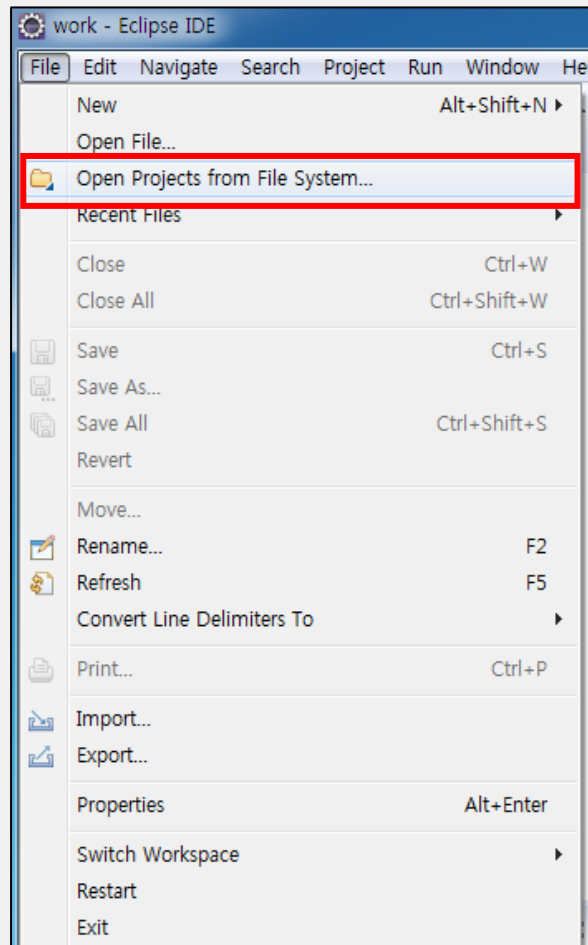 work - Eclipse IDE
File Edit Navigate Search Project Run Window He
New Alt+Shift+N
Open File...
Open Projects from File System...
Recent Files
Close Ctrl+W
Close All Ctrl+Shift+W
Save Ctrl+S
Save As...
Save All Ctrl+Shift+S
Revert
Move...
Rename... F2
Refresh F5
Convert Line Delimiters To
Print... Ctrl+P
Import...
Export...
Properties Alt+Enter
Switch Workspace
Restart
Exit